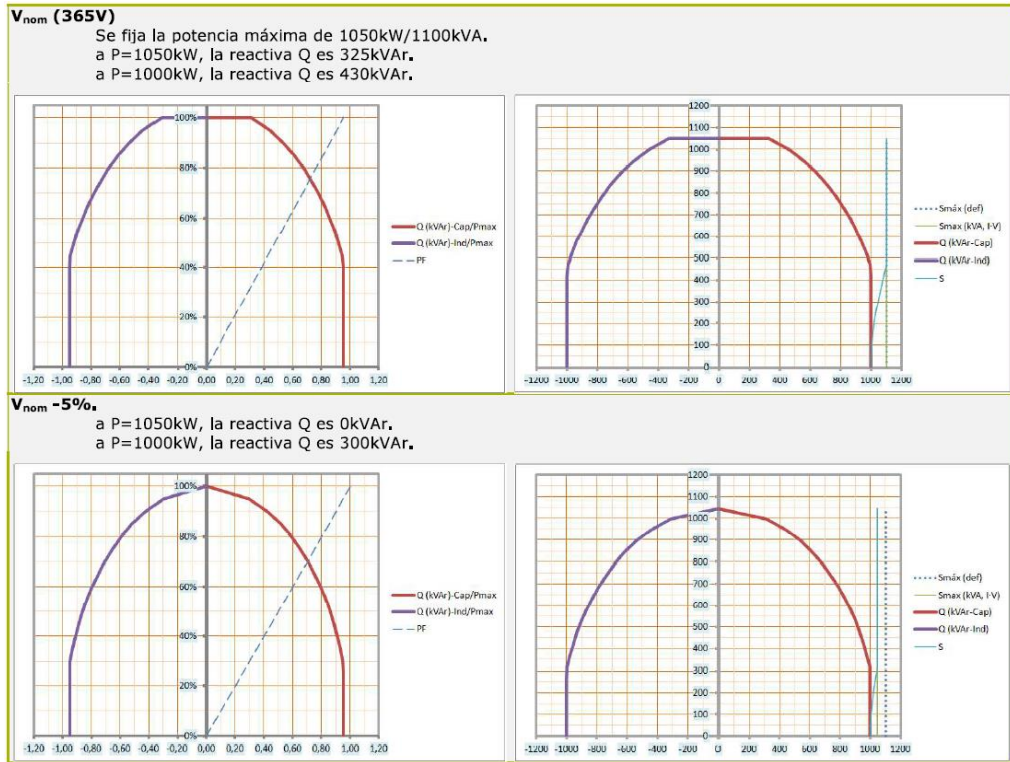 Vnom (365V)
Se fija la potencia máxima de 1050kW/1100kVA.
a P=1050kW, la reactiva Q es 325kVAr.
a P=1000kW, la reactiva Q es 430kVAr.
100%
80%
60%
40%
20%
0%
-1,20 -1,00 -0,80 -0,60 -0,40 -0,20 0,00 0,20 0,40 0,60 0,80 1,00 1,20
Q (kVAr)-Cap/Pmax
Q (kVAr)-Ind/Pmax
PF
1200
1100
1000
900
800
700
600
500
400
300
200
100
0
-1200 -1000 -800 -600 -400 -200 0 200 400 600 800 1000 1200
Smáx (def)
Smax (kVA, I-V)
Q (kVAr-Cap)
Q (kVAr-Ind)
S
Vnom -5%.
a P=1050kW, la reactiva Q es 0kVAr.
a P=1000kW, la reactiva Q es 300kVAr.
100%
80%
60%
40%
20%
0%
-1,20 -1,00 -0,80 -0,60 -0,40 -0,20 0,00 0,20 0,40 0,60 0,80 1,00 1,20
Q (kVAr)-Cap/Pmax
Q (kVAr)-Ind/Pmax
PF
1200
1100
1000
900
800
700
600
500
400
300
200
100
0
-1200 -1000 -800 -600 -400 -200 0 200 400 600 800 1000 1200
Smáx (def)
Smax (kVA, I-V)
Q (kVAr-Cap)
Q (kVAr-Ind)
S